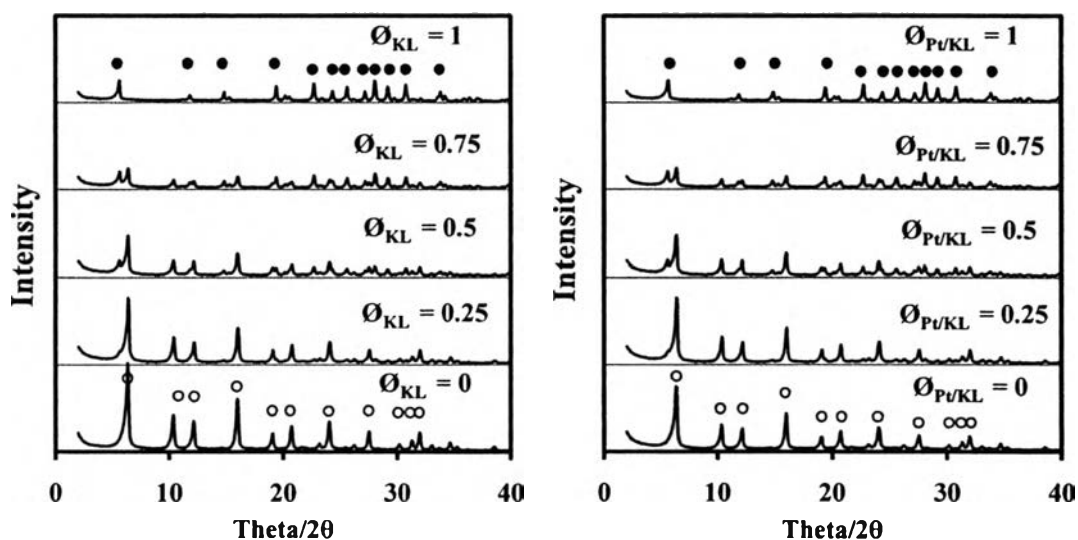 Ø_KL = 1
Ø_KL = 0.75
Ø_KL = 0.5
Ø_KL = 0.25
Ø_KL = 0
Intensity
0 10 20 30 40
Theta/2θ
Ø_Pt/KL = 1
Ø_Pt/KL = 0.75
Ø_Pt/KL = 0.5
Ø_Pt/KL = 0.25
Ø_Pt/KL = 0
Intensity
0 10 20 30 40
Theta/2θ